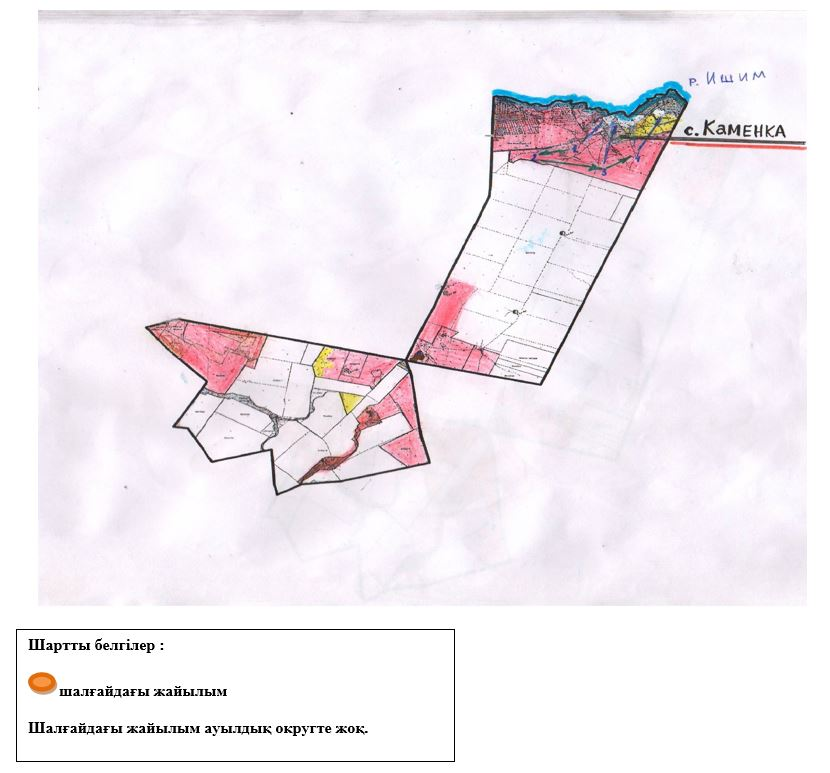 р. Ишим
с. Каменка
Шартты белгілер :
шалғайдағы жайылым
Шалғайдағы жайылым ауылдық округте жоқ.